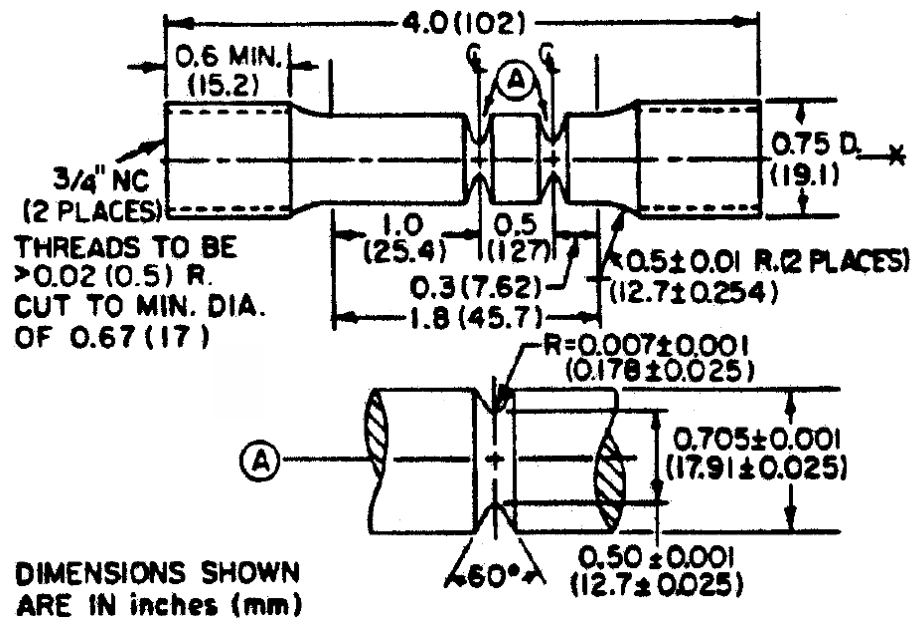 4.0(102)
0.6 MIN.
(15.2)
℄ ℄
A
0.75 D.
(19.1)
X
3/4" NC
(2 PLACES)
THREADS TO BE
>0.02 (0.5) R.
CUT TO MIN. DIA.
OF 0.67 (17)
1.0
(25.4)
0.5
(127)
0.3(7.62)
1.8 (45.7)
0.5±0.01 R.(2 PLACES)
(12.7±0.254)
R=0.007±0.001
(0.178±0.025)
A
0.705±0.001
(17.91±0.025)
60°
0.50±0.001
(12.7±0.025)
DIMENSIONS SHOWN
ARE IN inches (mm)